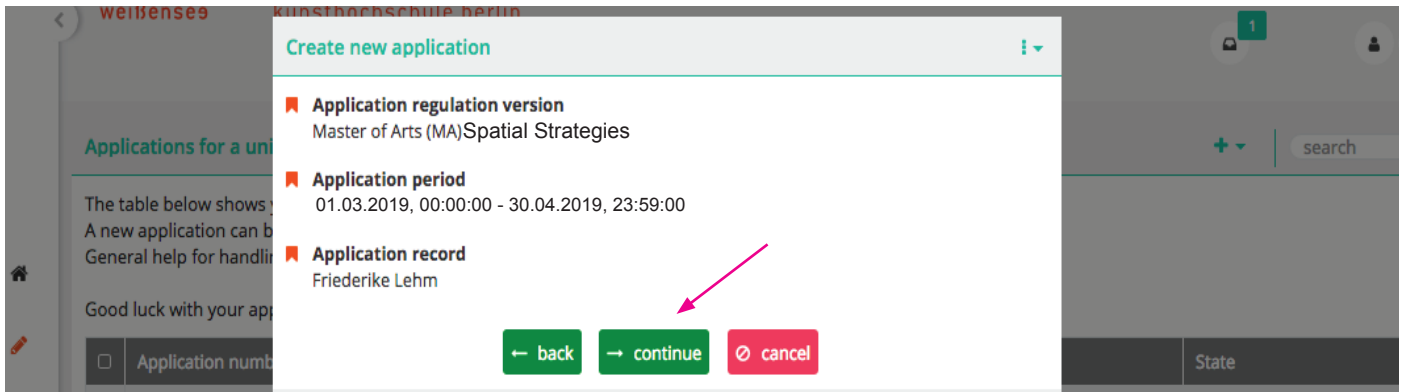 weißensee kunsthochschule berlin
1
Create new application
Application regulation version
Master of Arts (MA)Spatial Strategies
Applications for a uni
search
Application period
The table below shows
01.03.2019, 00:00:00 - 30.04.2019, 23:59:00
A new application can b
General help for handlin
Application record
Friederike Lehm
Good luck with your app
← back
→ continue
cancel
Application numb
State